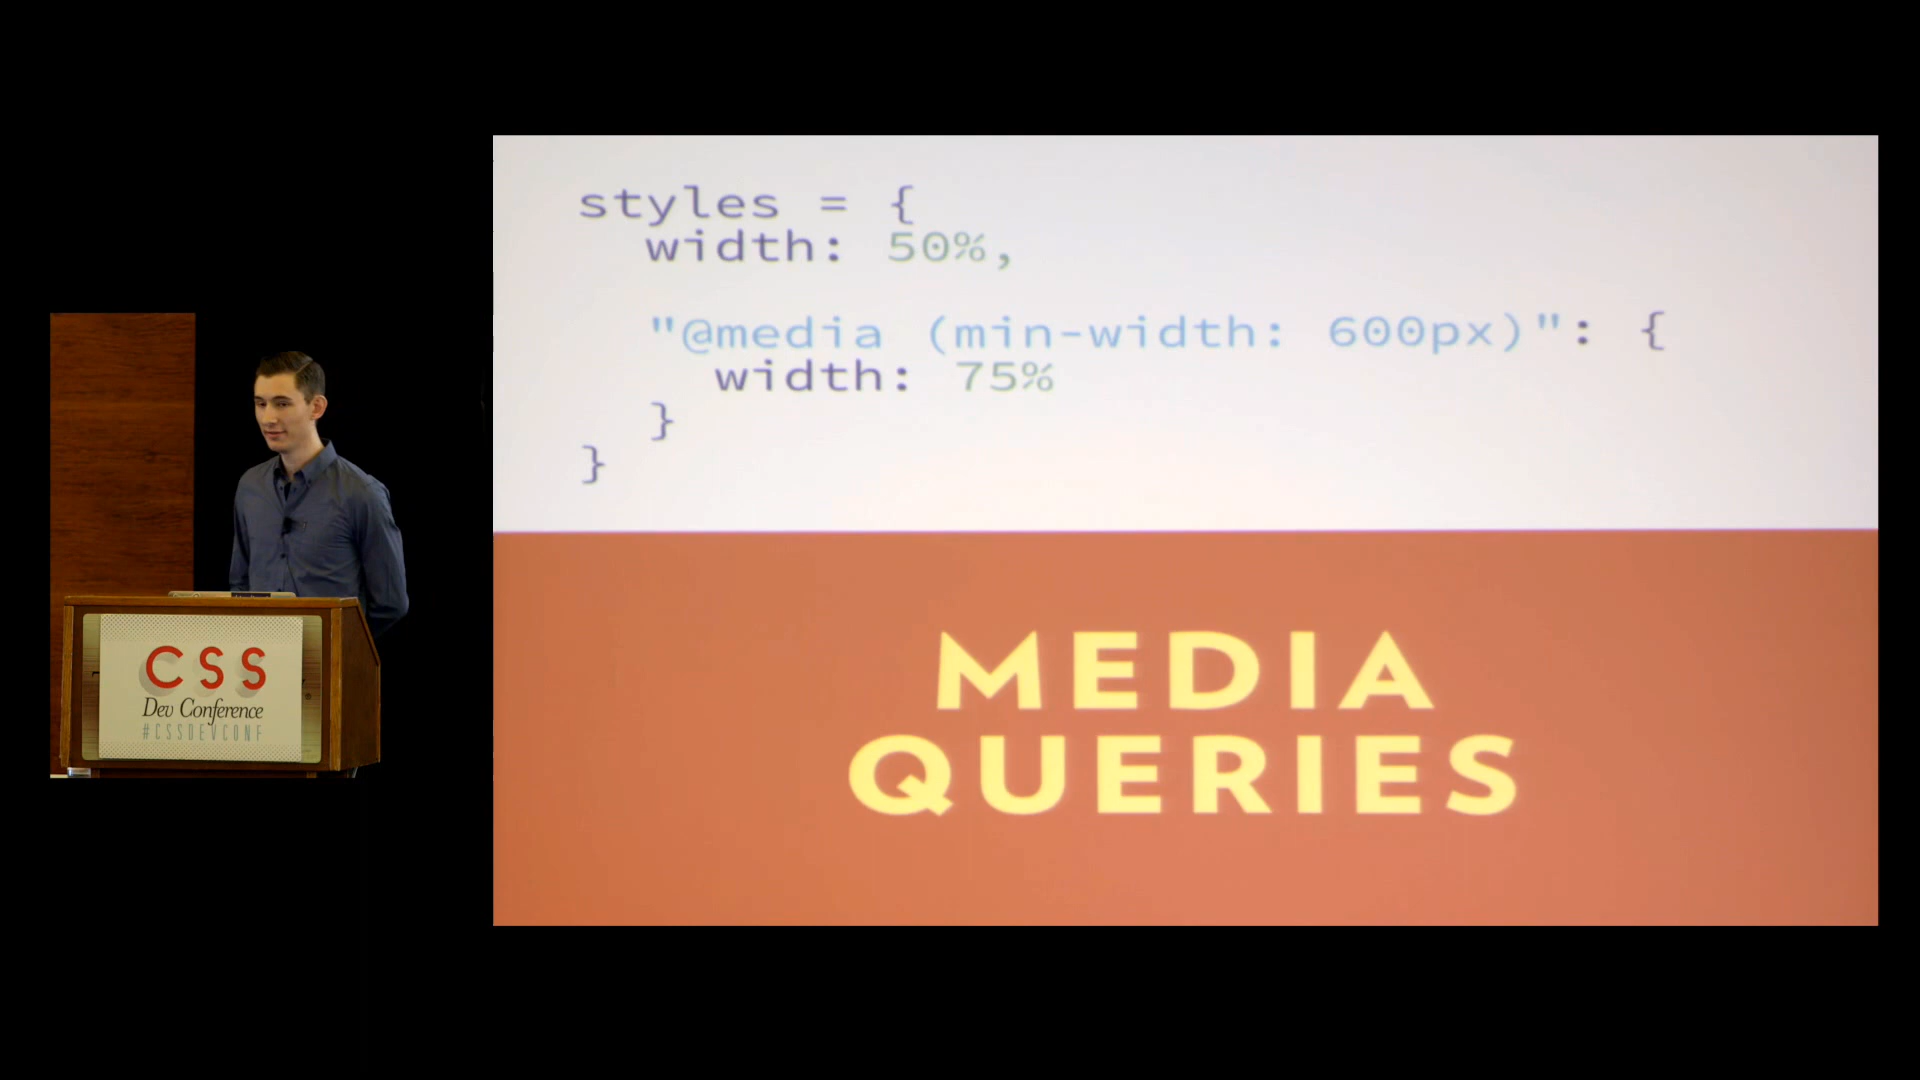 styles = {
width: 50%,
"@media (min-width: 600px)": {
width: 75%
}
}
MEDIA
QUERIES
CSS
Dev Conference
#CSSDEVCONF